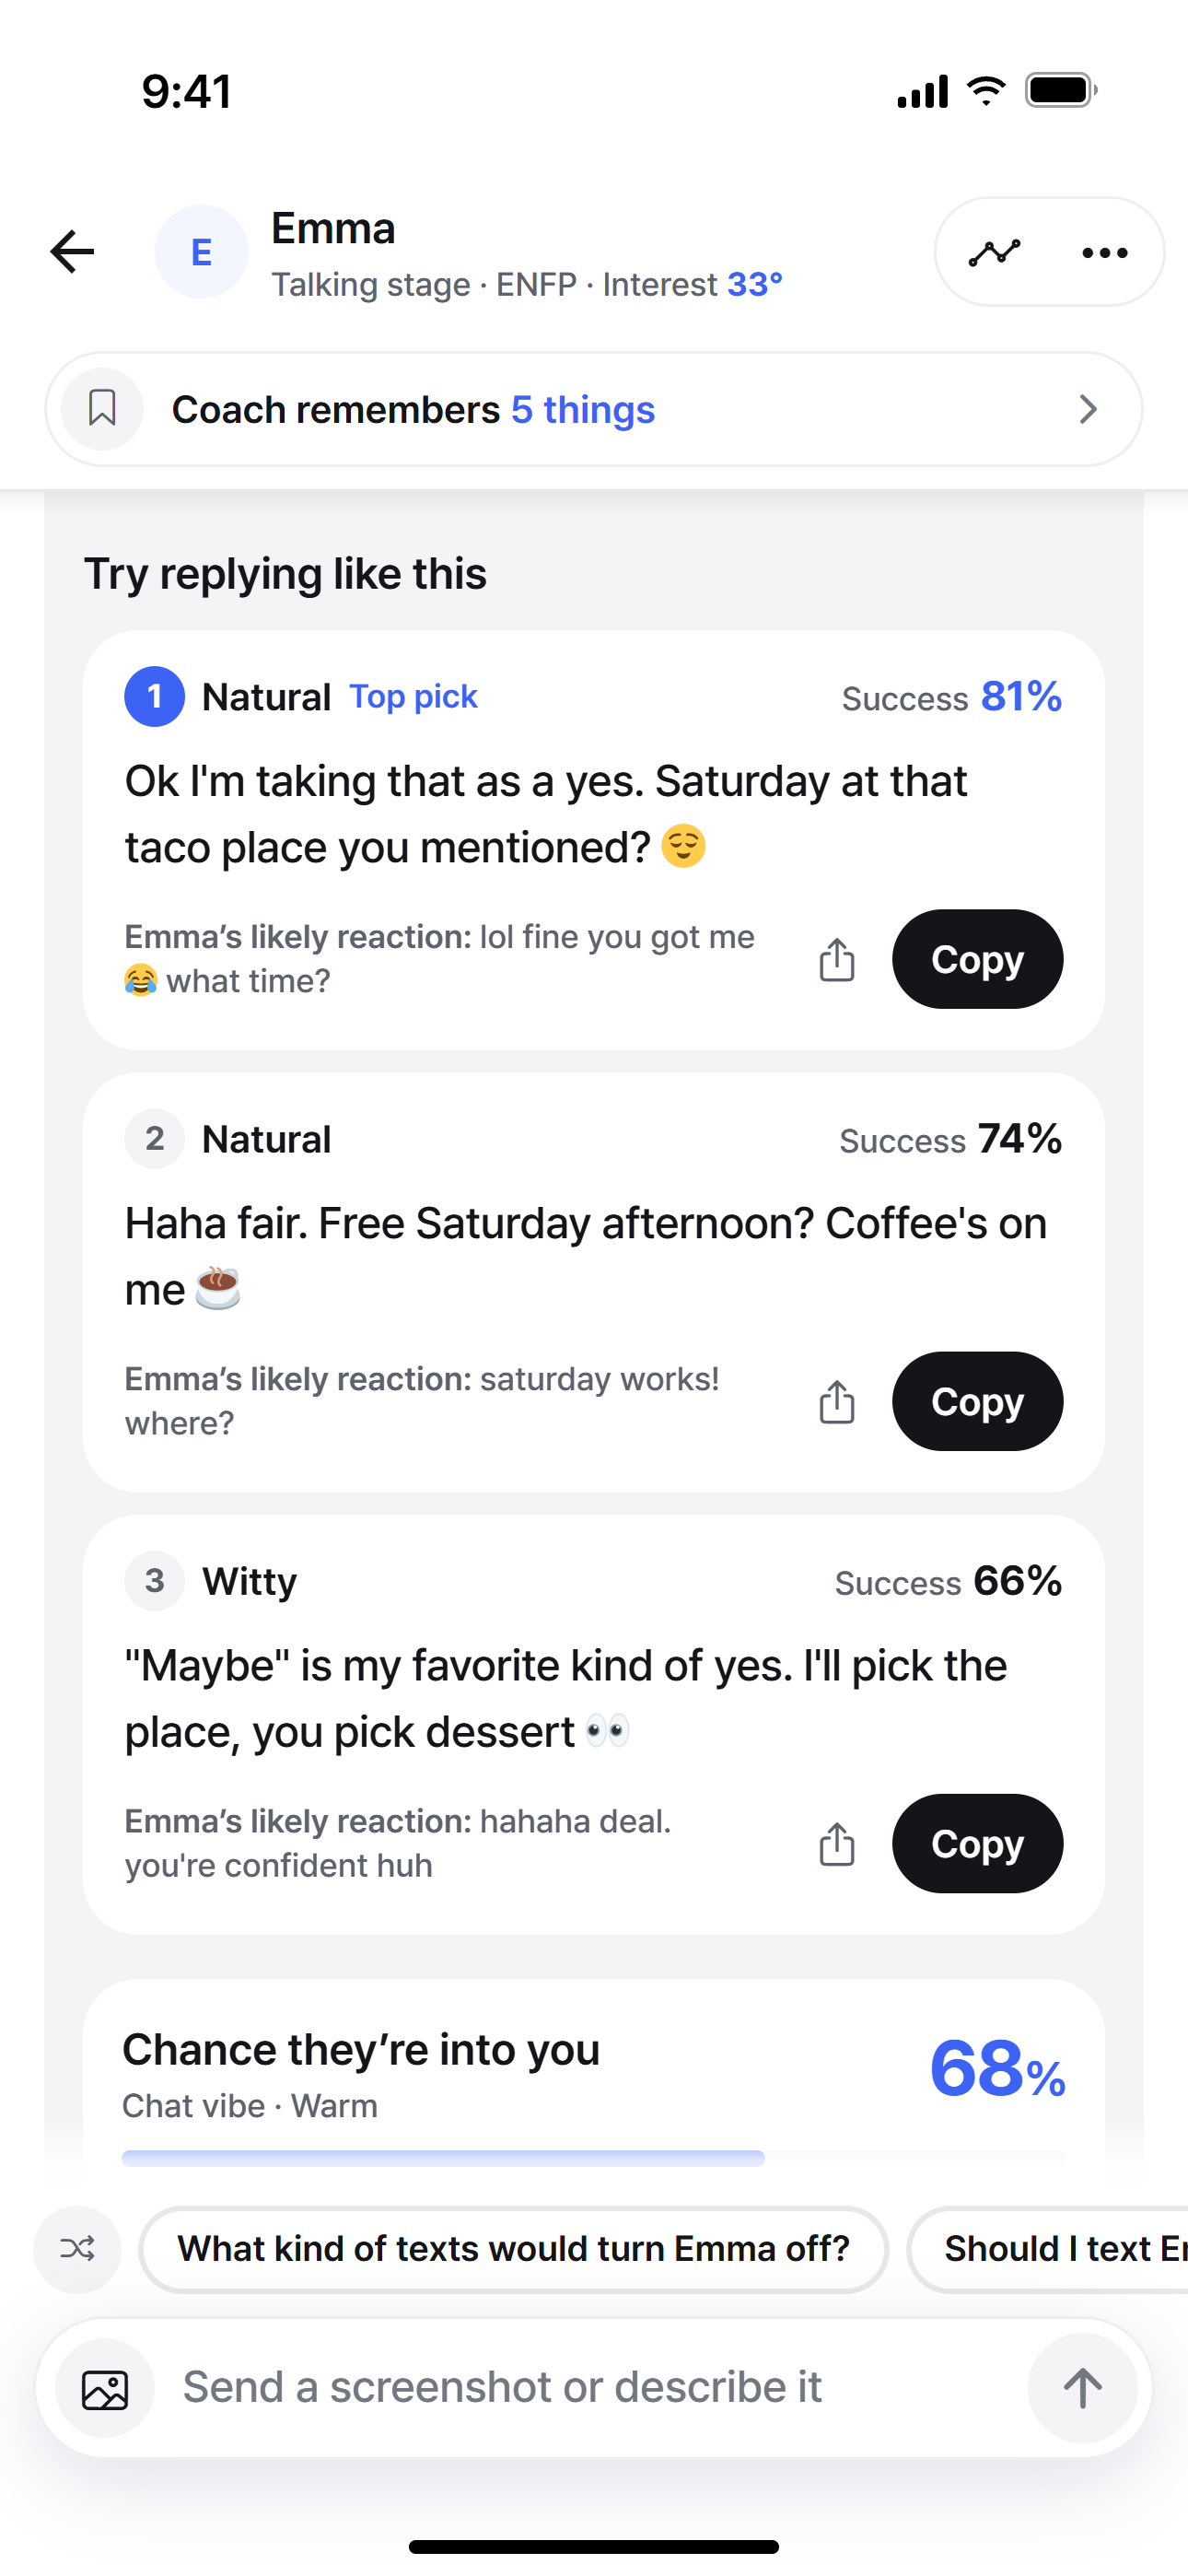 9:41
E
Emma
Talking stage · ENFP · Interest 33°
Coach remembers 5 things
Try replying like this
1 Natural Top pick Success 81%
Ok I'm taking that as a yes. Saturday at that
taco place you mentioned? 😌
Emma’s likely reaction: lol fine you got me
😂 what time?
Copy
2 Natural Success 74%
Haha fair. Free Saturday afternoon? Coffee's on
me ☕
Emma’s likely reaction: saturday works!
where?
Copy
3 Witty Success 66%
"Maybe" is my favorite kind of yes. I'll pick the
place, you pick dessert 👀
Emma’s likely reaction: hahaha deal.
you're confident huh
Copy
Chance they’re into you
68%
Chat vibe · Warm
What kind of texts would turn Emma off?
Should I text
Send a screenshot or describe it